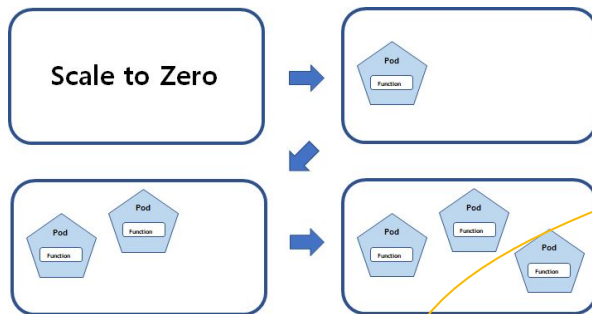 Scale to Zero
Pod
Function
Pod
Function
Pod
Function
Pod
Function
Pod
Function
Pod
Function